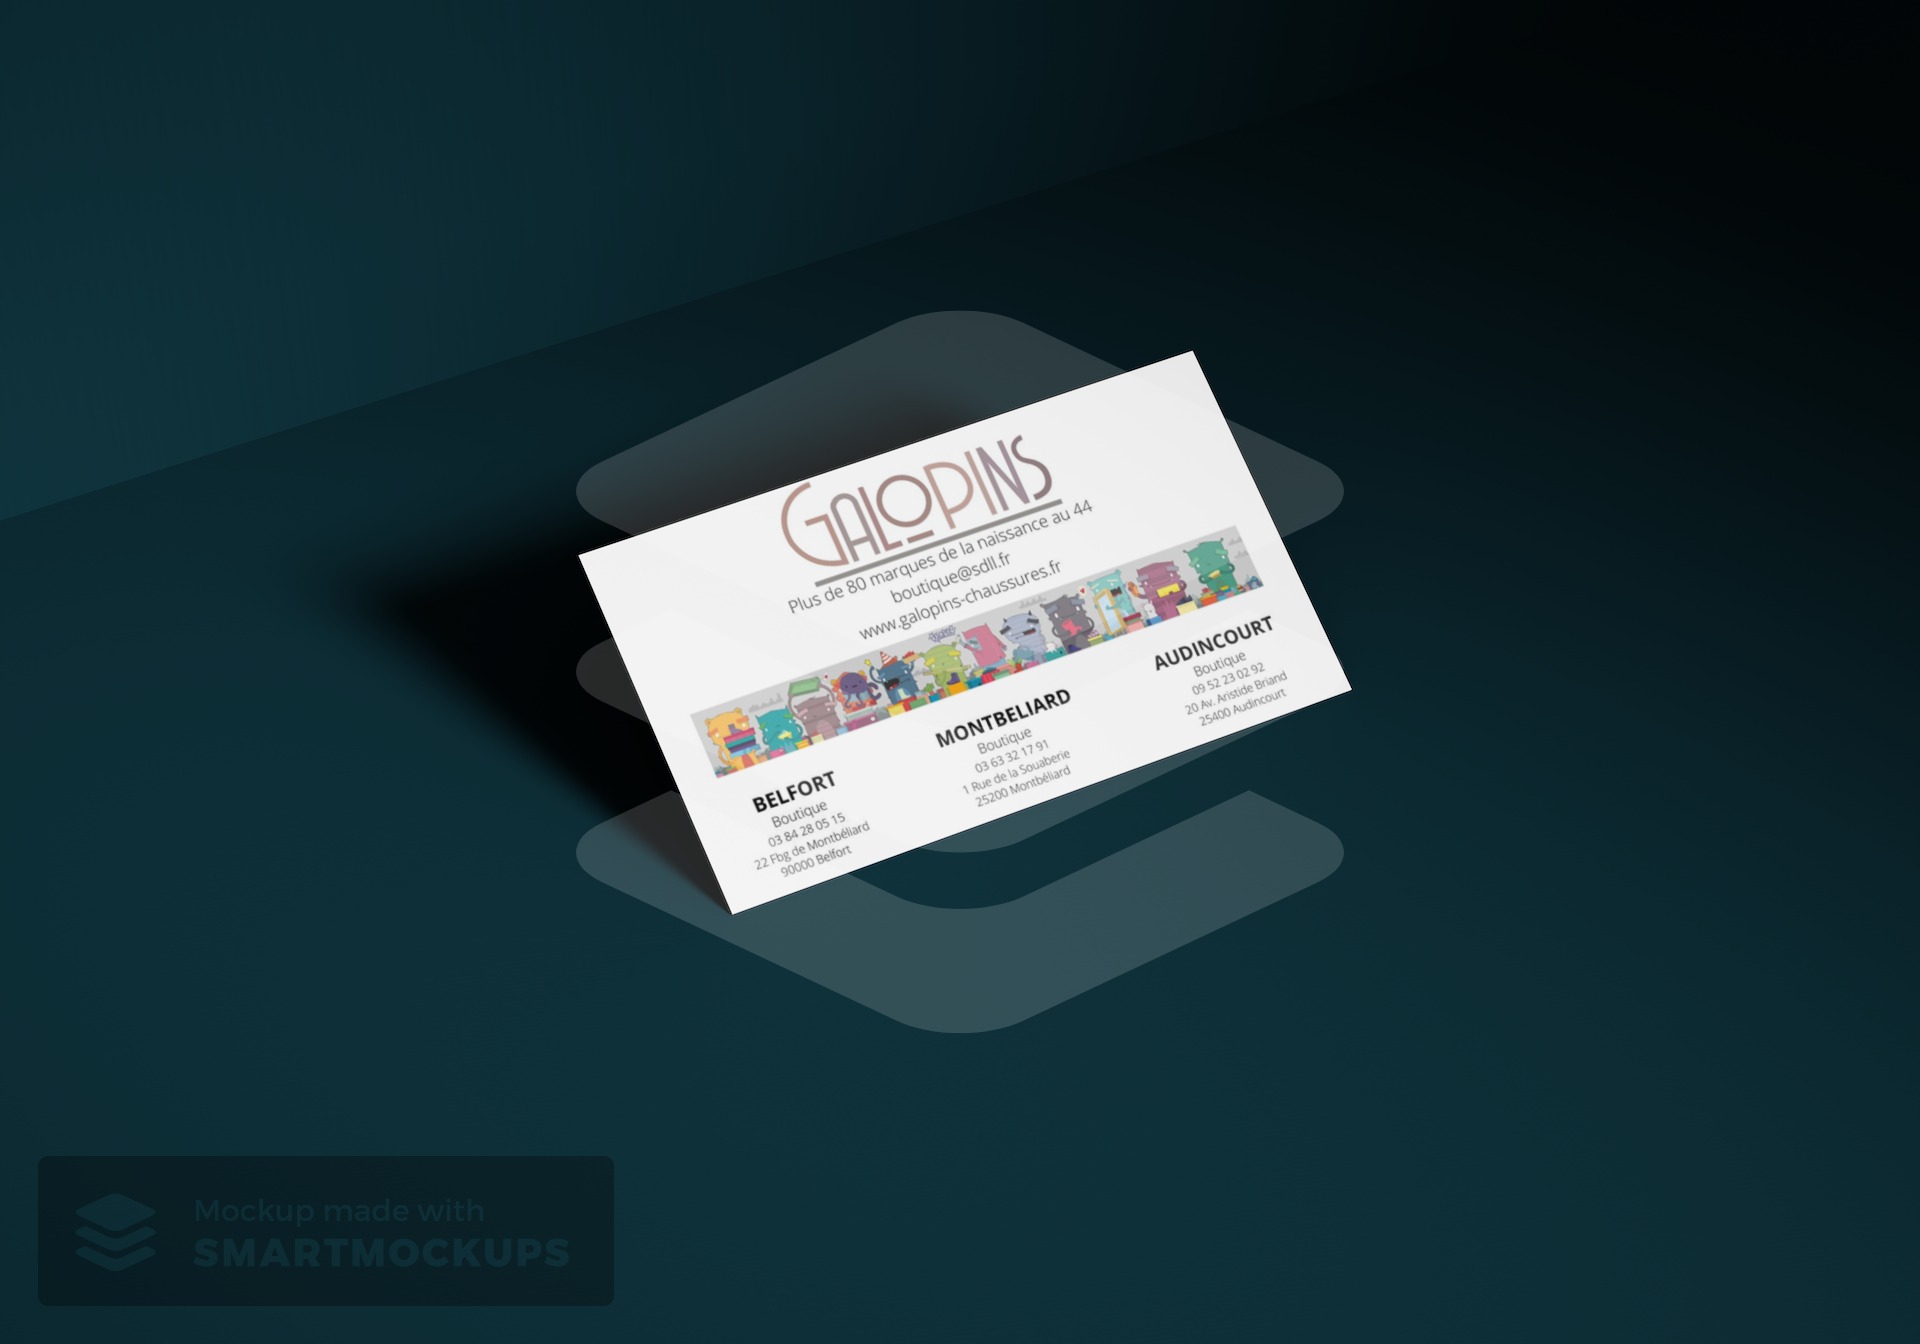 GALOPINS
Plus de 80 marques de la naissance au 44
boutique@sdll.fr
www.galopins-chaussures.fr
BELFORT
Boutique
03 84 28 05 15
22 Fbg de Montbéliard
90000 Belfort
MONTBELIARD
Boutique
03 63 32 17 91
1 Rue de la Souaberie
25200 Montbéliard
AUDINCOURT
Boutique
09 52 23 02 92
20 Av. Aristide Briand
25400 Audincourt
Mockup made with
SMARTMOCKUPS